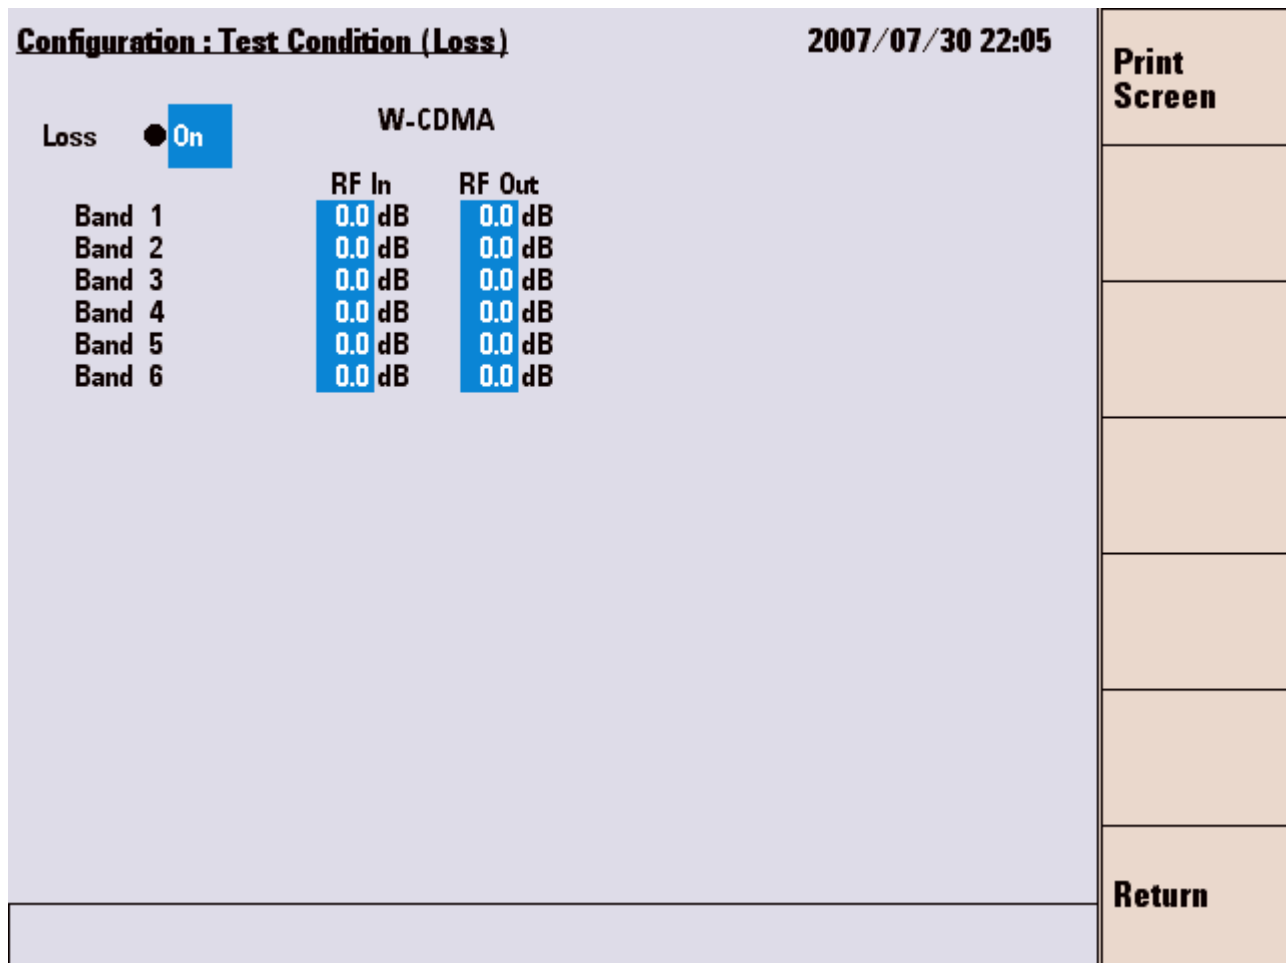 Configuration : Test Condition (Loss)
2007/07/30 22:05
Loss ●On
W-CDMA
RF In RF Out
Band 1 0.0 dB 0.0 dB
Band 2 0.0 dB 0.0 dB
Band 3 0.0 dB 0.0 dB
Band 4 0.0 dB 0.0 dB
Band 5 0.0 dB 0.0 dB
Band 6 0.0 dB 0.0 dB
Print
Screen
Return